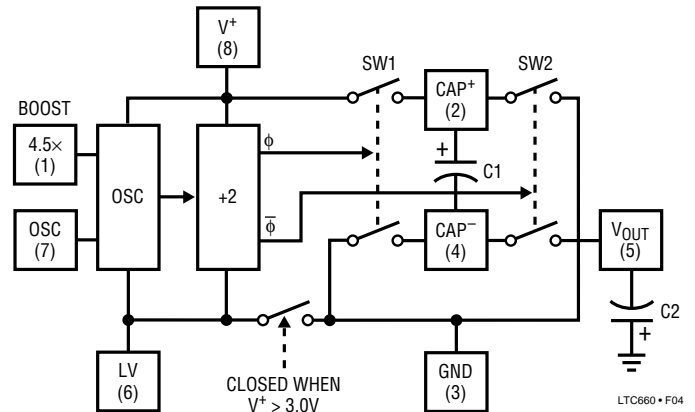 V+
(8)
SW1
SW2
BOOST
4.5×
(1)
OSC
+2
ϕ
ϕ̅
CAP+
(2)
+
C1
CAP–
(4)
OSC
(7)
VOUT
(5)
C2
+
LV
(6)
CLOSED WHEN
V+ > 3.0V
GND
(3)
LTC660 • F04